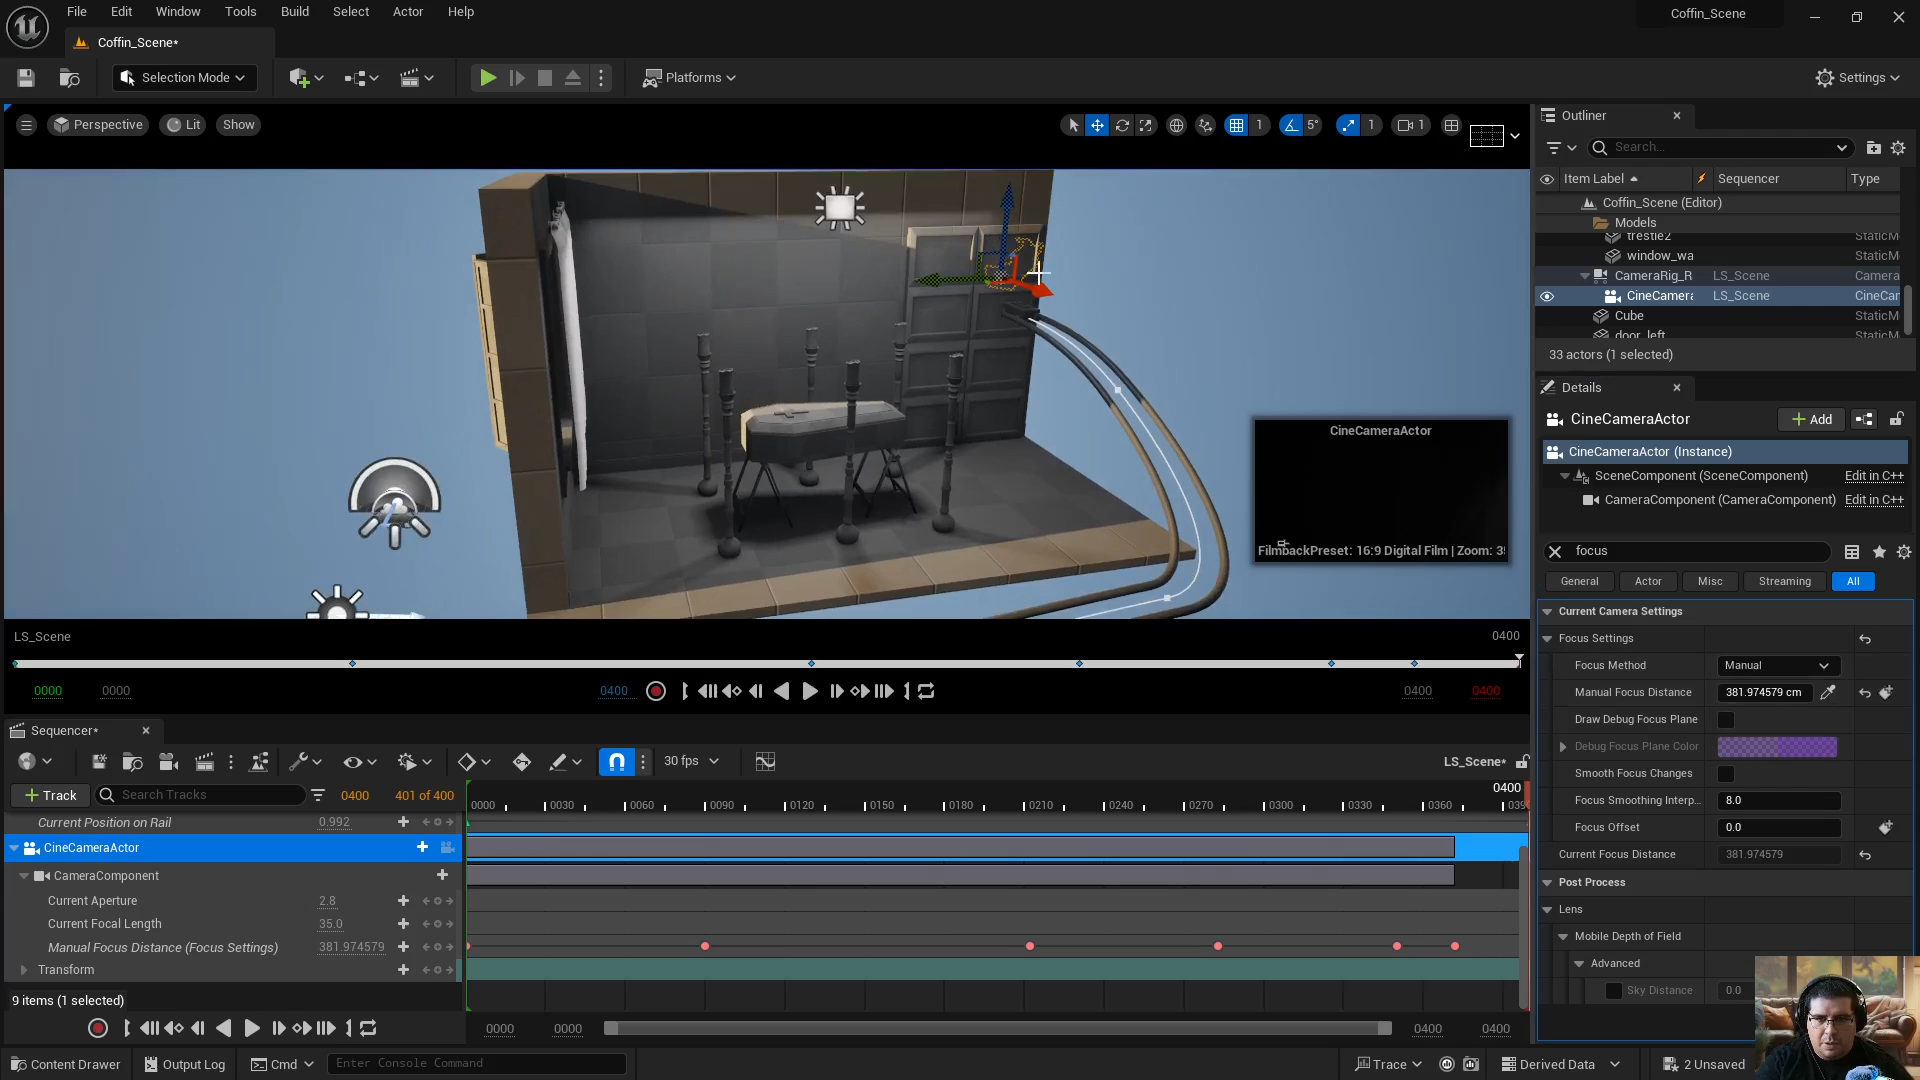 File Edit Window Tools Build Select Actor Help
Coffin_Scene
Coffin_Scene*
Selection Mode
Platforms
Settings
Perspective
Lit
Show
1
5°
1
1
CineCameraActor
FilmbackPreset: 16:9 Digital Film | Zoom: 3
LS_Scene
0400
0000
0000
0400
0400
0400
Outliner
Search...
Item Label
Sequencer
Type
Coffin_Scene (Editor)
Models
trestle2 StaticM
window_wa StaticM
CameraRig_R LS_Scene Camera
CineCamera LS_Scene CineCar
Cube StaticM
door_left StaticM
33 actors (1 selected)
Details
CineCameraActor
Add
CineCameraActor (Instance)
SceneComponent (SceneComponent) Edit in C++
CameraComponent (CameraComponent) Edit in C++
focus
General Actor Misc Streaming All
Current Camera Settings
Focus Settings
Focus Method Manual
Manual Focus Distance 381.974579 cm
Draw Debug Focus Plane
Debug Focus Plane Color
Smooth Focus Changes
Focus Smoothing Interp... 8.0
Focus Offset 0.0
Current Focus Distance 381.974579
Post Process
Lens
Mobile Depth of Field
Advanced
Sky Distance 0.0
Sequencer*
30 fps
LS_Scene*
Track
Search Tracks
0400
401 of 400
0400
0000 0030 0060 0090 0120 0150 0180 0210 0240 0270 0300 0330 0360 039
Current Position on Rail 0.992
CineCameraActor
CameraComponent
Current Aperture 2.8
Current Focal Length 35.0
Manual Focus Distance (Focus Settings) 381.974579
Transform
9 items (1 selected)
0000 0000 0400 0400
Content Drawer
Output Log
Cmd
Enter Console Command
Trace
Derived Data
2 Unsaved